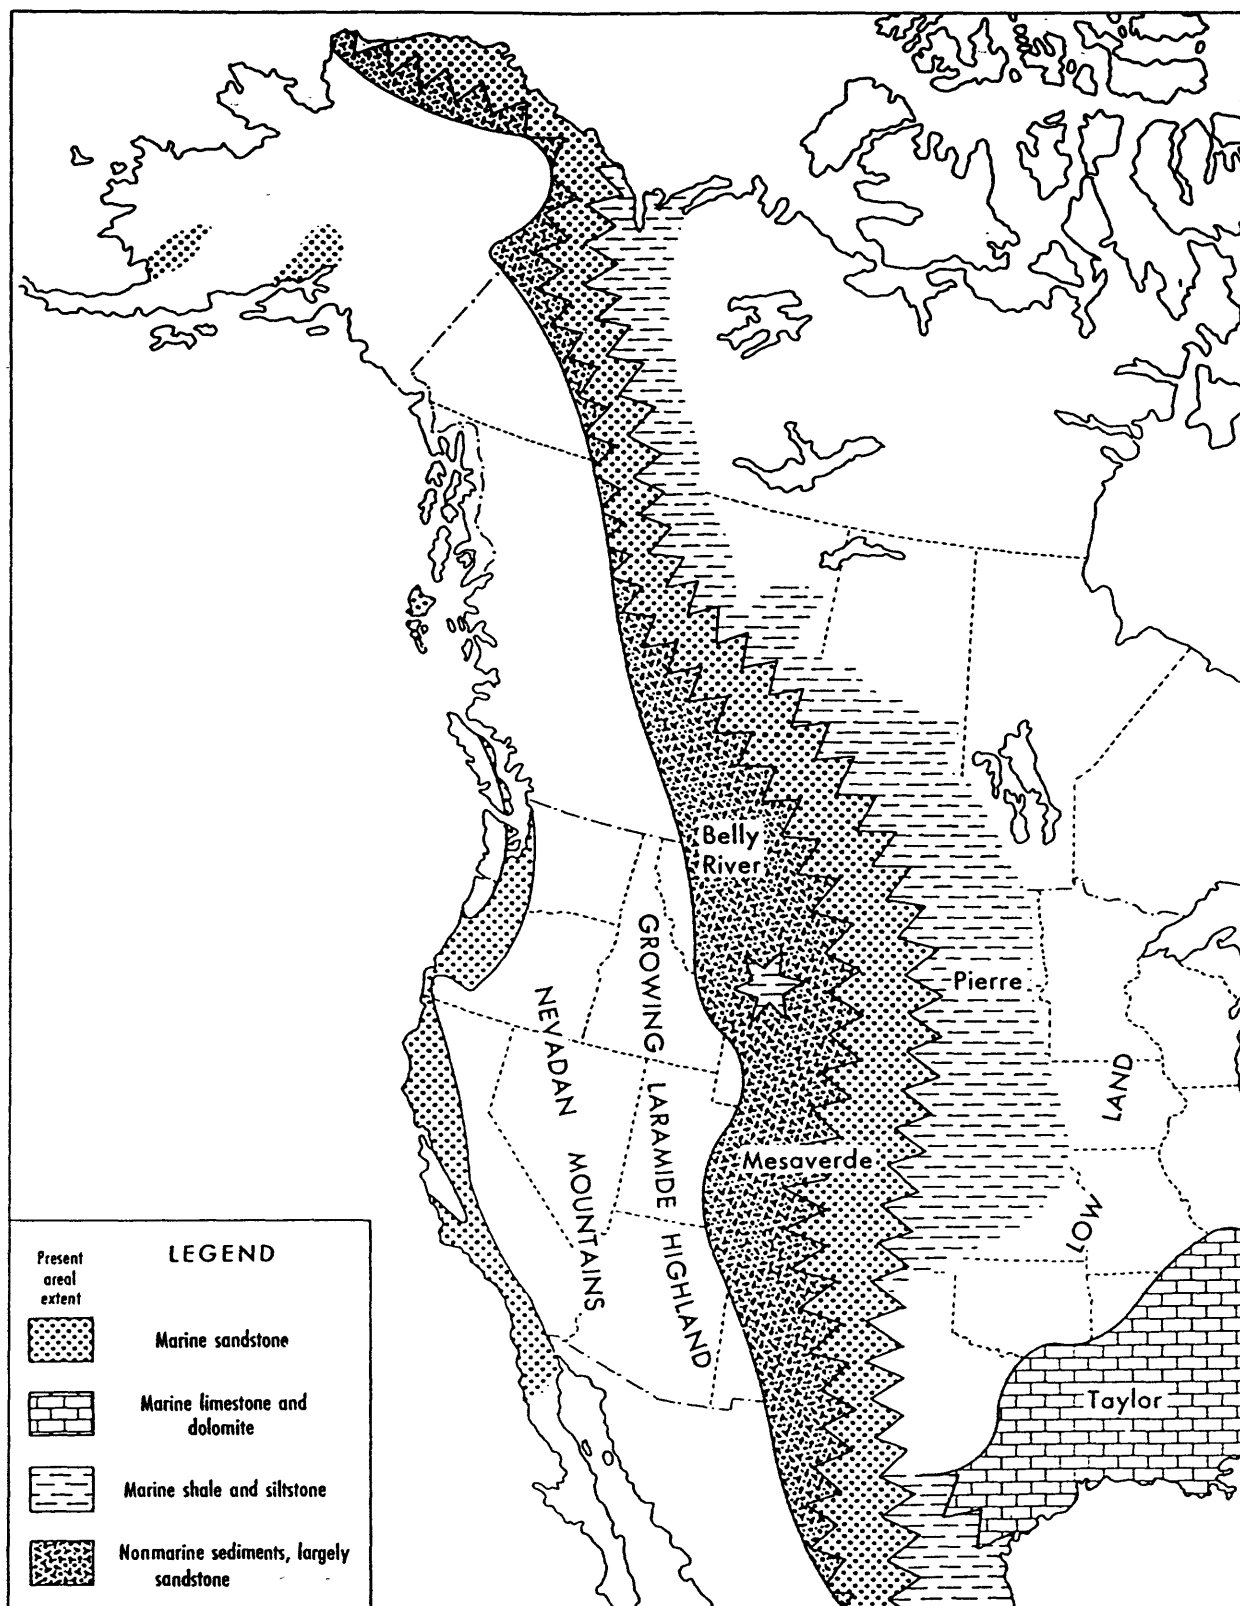 Belly
River
Pierre
GROWING LARAMIDE HIGHLAND
NEVADAN MOUNTAINS
LOW LAND
Mesaverde
Taylor
LEGEND
Present
areal
extent
Marine sandstone
Marine limestone and
dolomite
Marine shale and siltstone
Nonmarine sediments, largely
sandstone